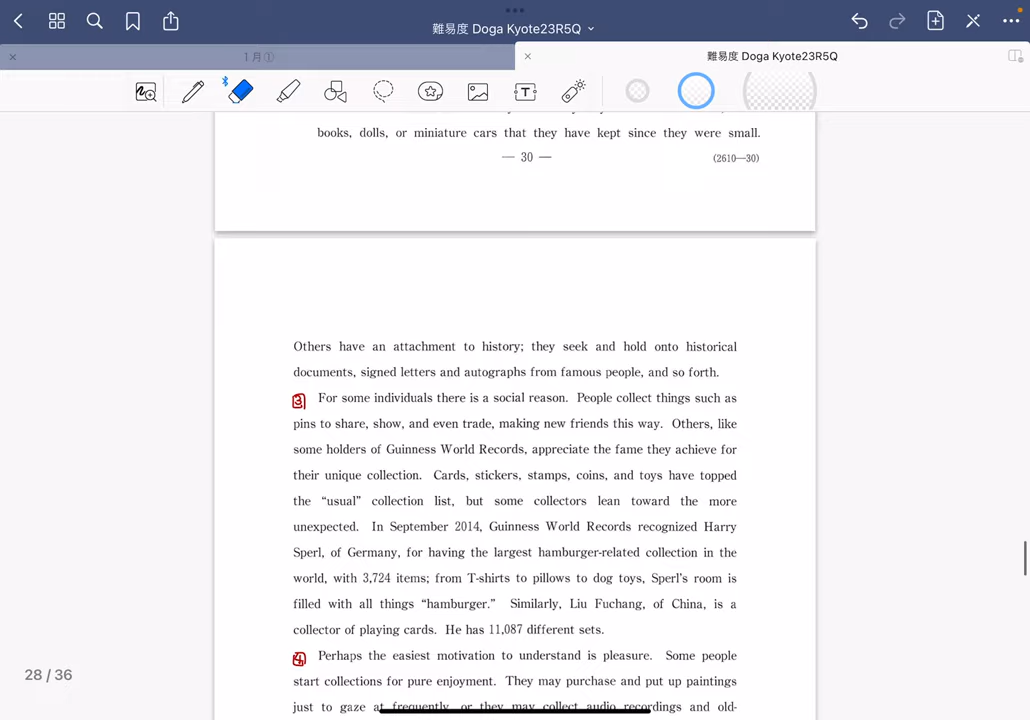 難易度 Doga Kyote23R5Q
1月①
難易度 Doga Kyote23R5Q
books, dolls, or miniature cars that they have kept since they were small.
— 30 —
(2610—30)
Others have an attachment to history; they seek and hold onto historical
documents, signed letters and autographs from famous people, and so forth.
3 For some individuals there is a social reason. People collect things such as
pins to share, show, and even trade, making new friends this way. Others, like
some holders of Guinness World Records, appreciate the fame they achieve for
their unique collection. Cards, stickers, stamps, coins, and toys have topped
the “usual” collection list, but some collectors lean toward the more
unexpected. In September 2014, Guinness World Records recognized Harry
Sperl, of Germany, for having the largest hamburger-related collection in the
world, with 3,724 items; from T-shirts to pillows to dog toys, Sperl's room is
filled with all things “hamburger.” Similarly, Liu Fuchang, of China, is a
collector of playing cards. He has 11,087 different sets.
4 Perhaps the easiest motivation to understand is pleasure. Some people
start collections for pure enjoyment. They may purchase and put up paintings
just to gaze at frequently, or they may collect audio recordings and old-
28 / 36